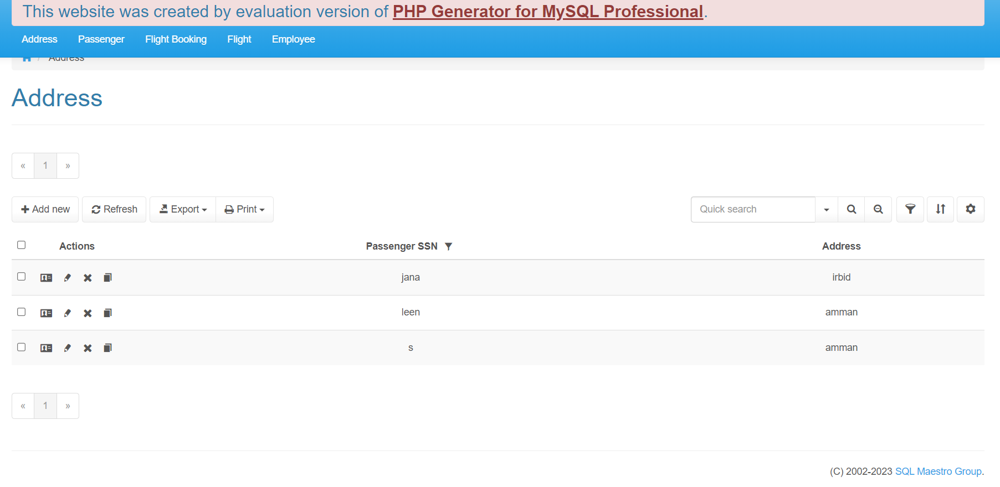 This website was created by evaluation version of PHP Generator for MySQL Professional.
Address Passenger Flight Booking Flight Employee
/ Address
Address
« 1 »
Add new Refresh Export Print Quick search
Actions Passenger SSN Address
jana irbid
leen amman
s amman
« 1 »
(C) 2002-2023 SQL Maestro Group.